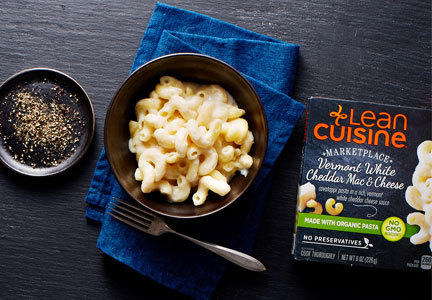 LEAN
CUISINE
MARKETPLACE
Vermont White
Cheddar Mac & Cheese
cavatappi pasta in a rich, vermont
white cheddar cheese sauce
MADE WITH ORGANIC PASTA
NO GMO
NO PRESERVATIVES
COOK THOROUGHLY
NET WT 8 OZ (226g)